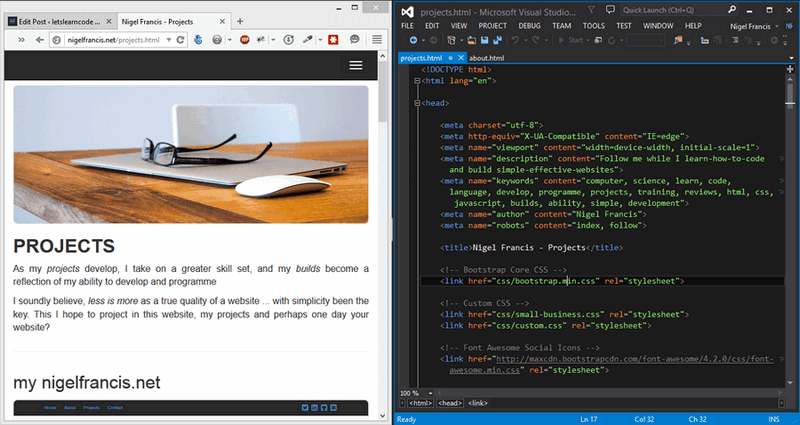 Edit Post ‹ letslearncode ...
Nigel Francis - Projects
nigelfrancis.net/projects.html
PROJECTS
As my projects develop, I take on a greater skill set, and my builds become a
reflection of my ability to develop and programme
I soundly believe, less is more as a true quality of a website ... with simplicity been the
key. This I hope to project in this website, my projects and perhaps one day your
website?
my nigelfrancis.net
Home About Projects Contact
projects.html - Microsoft Visual Studio...
Quick Launch (Ctrl+Q)
FILE EDIT VIEW PROJECT DEBUG TEAM TOOLS TEST WINDOW HELP Nigel Francis
Start
projects.html about.html
<!DOCTYPE html>
<html lang="en">
<head>
<meta charset="utf-8">
<meta http-equiv="X-UA-Compatible" content="IE=edge">
<meta name="viewport" content="width=device-width, initial-scale=1">
<meta name="description" content="Follow me while I learn-how-to-code
and build simple-effective-websites">
<meta name="keywords" content="computer, science, learn, code,
language, develop, programme, projects, training, reviews, html, css,
javascript, builds, ability, simple, development">
<meta name="author" content="Nigel Francis">
<meta name="robots" content="index, follow">
<title>Nigel Francis - Projects</title>
<!-- Bootstrap Core CSS -->
<link href="css/bootstrap.min.css" rel="stylesheet">
<!-- Custom CSS -->
<link href="css/small-business.css" rel="stylesheet">
<link href="css/custom.css" rel="stylesheet">
<!-- Font Awesome Social Icons -->
<link href="http://maxcdn.bootstrapcdn.com/font-awesome/4.2.0/css/font-
awesome.min.css" rel="stylesheet">
100 %
<html> <head> <link>
Ready Ln 17 Col 32 Ch 32 INS